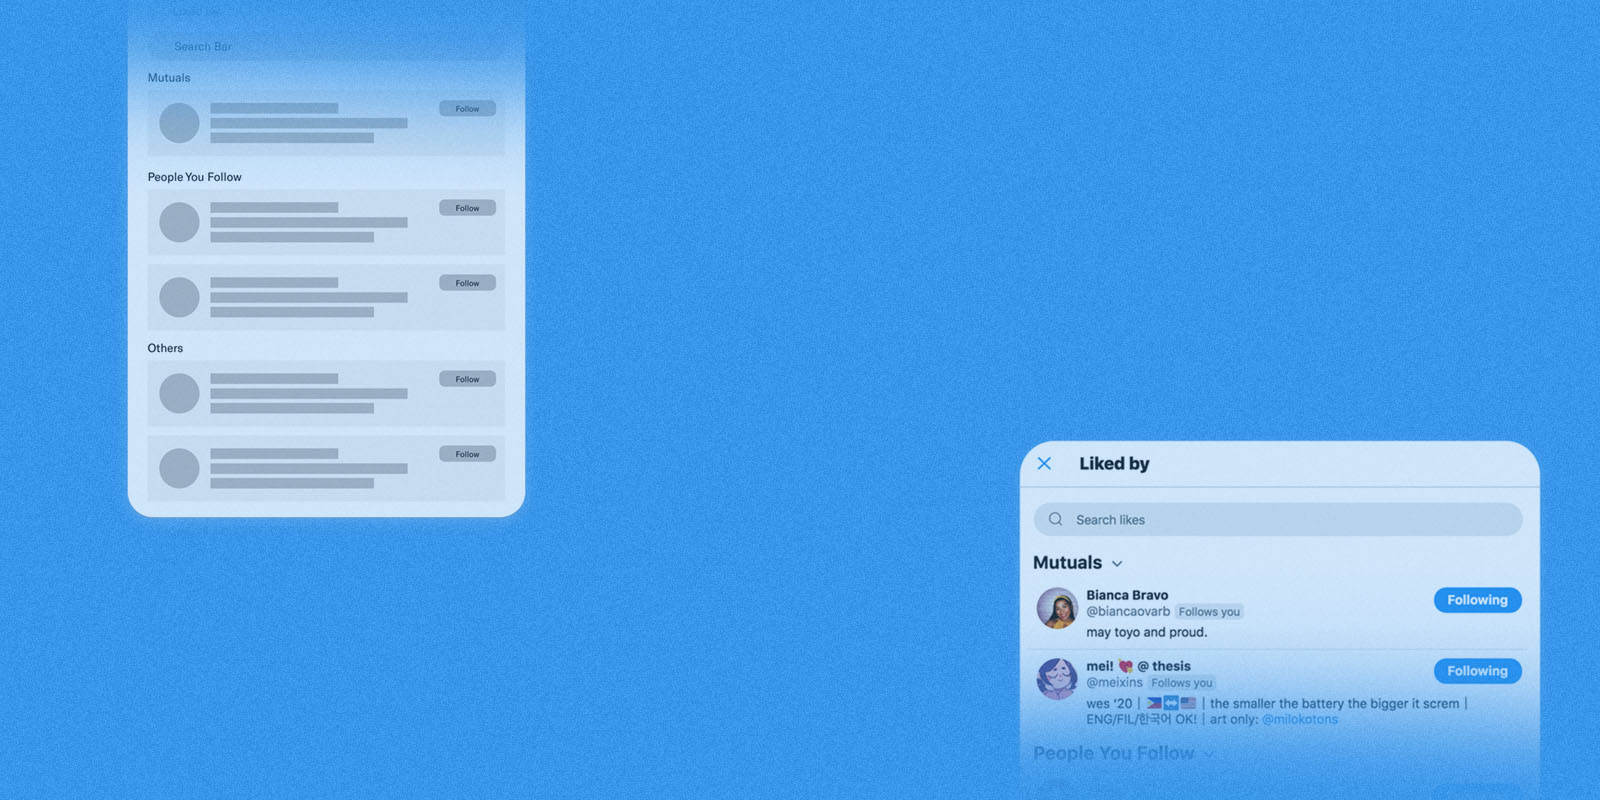 Search Bar
Mutuals
Follow
People You Follow
Follow
Follow
Others
Follow
Follow
Liked by
Search likes
Mutuals
Bianca Bravo
Following
@biancaovarb Follows you
may toyo and proud.
mei! 💘 @ thesis
Following
@meixins Follows you
wes ‘20 | 🇵🇭↔️🇺🇸 | the smaller the battery the bigger it screm |
ENG/FIL/한국어 OK! | art only: @milokotons
People You Follow